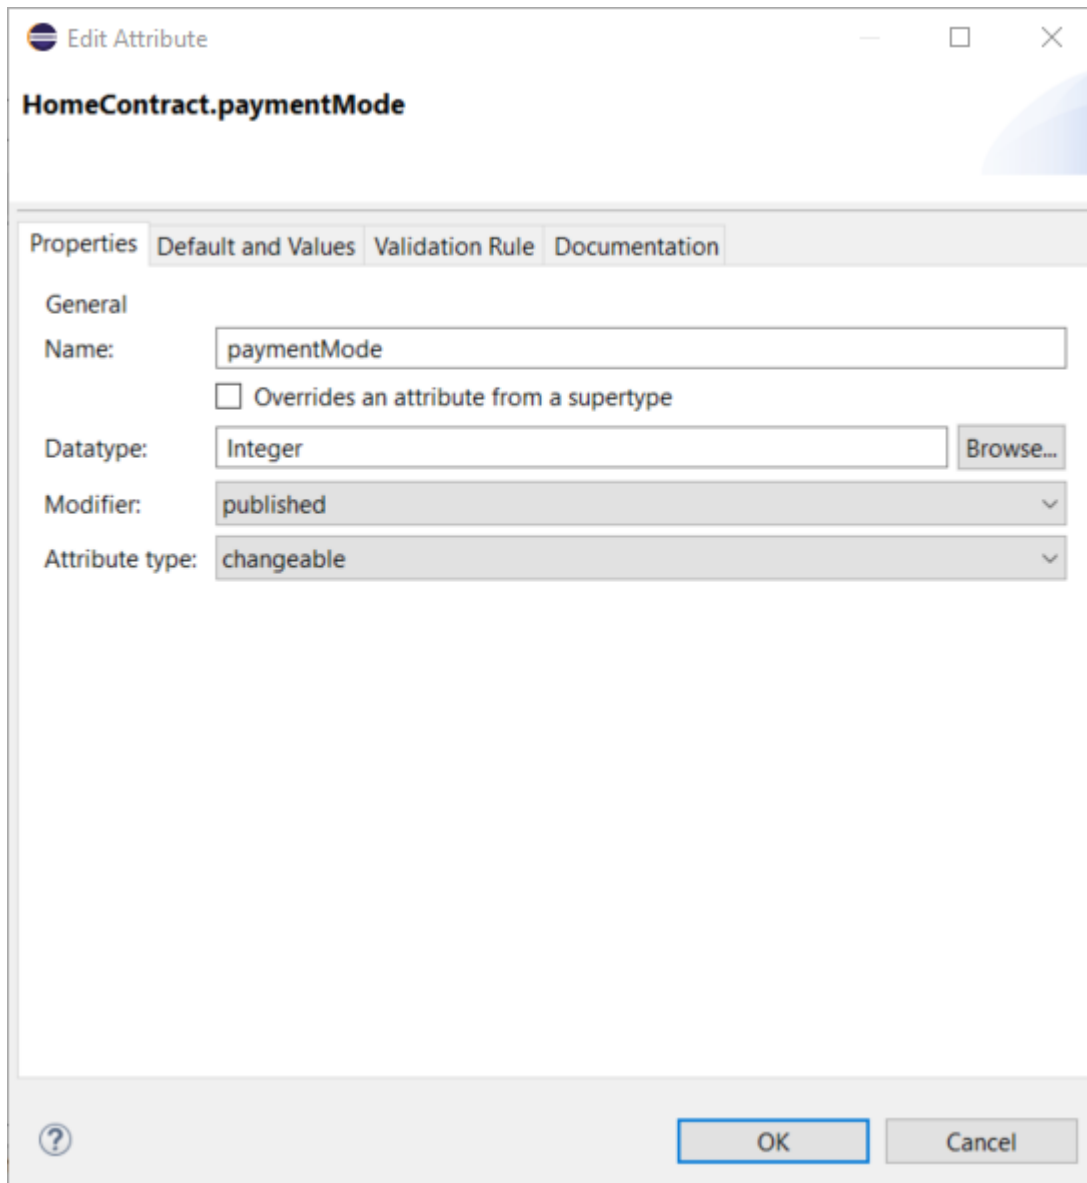 Edit Attribute
HomeContract.paymentMode
Properties Default and Values Validation Rule Documentation
General
Name: paymentMode
Overrides an attribute from a supertype
Datatype: Integer Browse...
Modifier: published
Attribute type: changeable
? OK Cancel